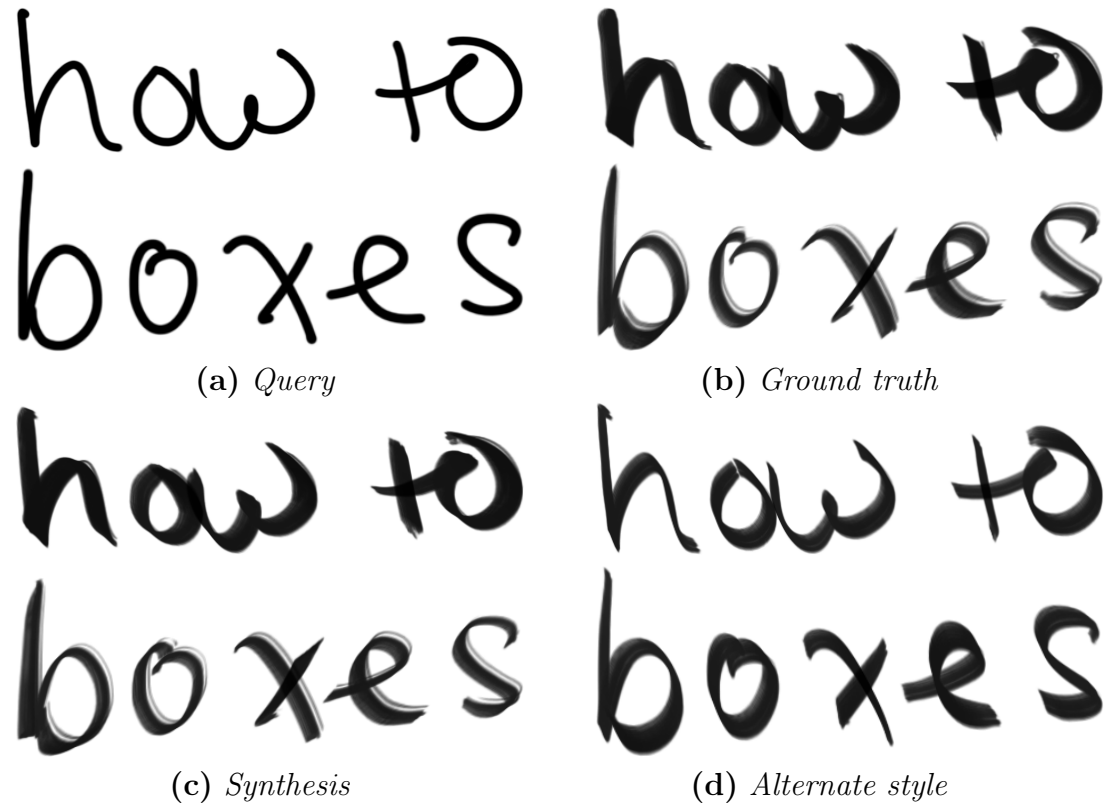 how to how to
boxes boxes
(a) Query (b) Ground truth
how to how to
boxes boxes
(c) Synthesis (d) Alternate style